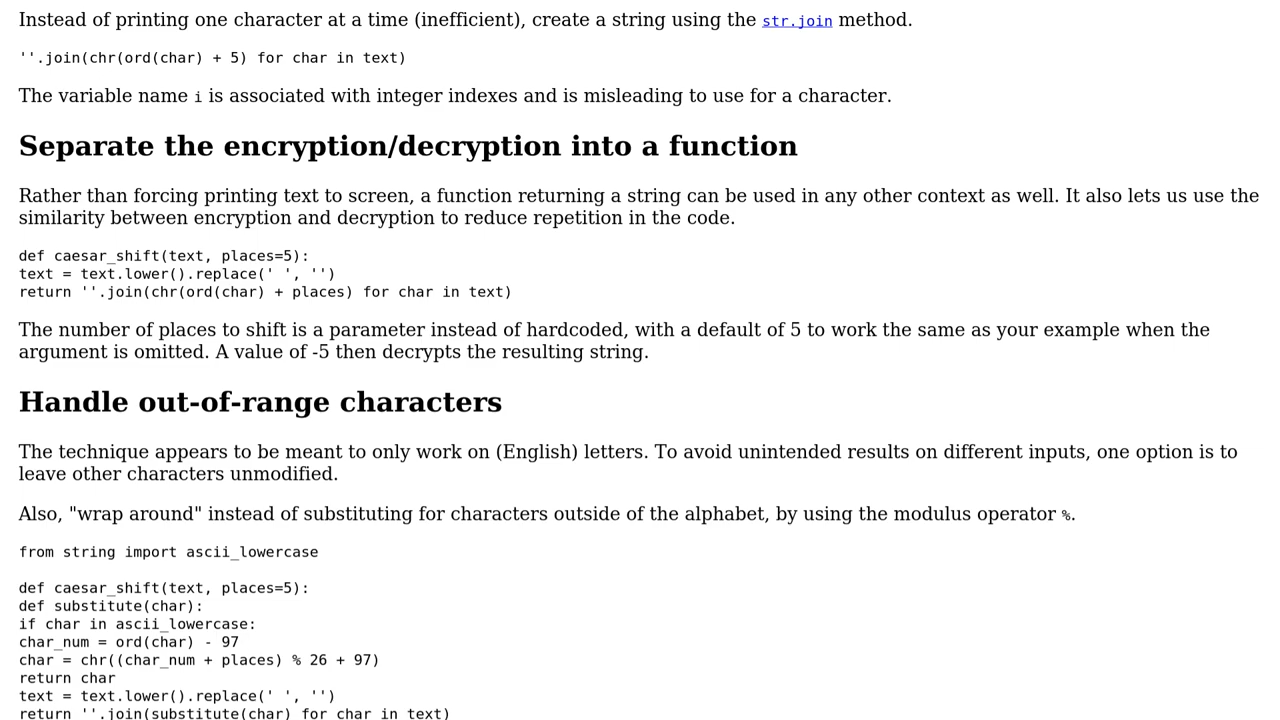 Instead of printing one character at a time (inefficient), create a string using the str.join method.
''.join(chr(ord(char) + 5) for char in text)
The variable name i is associated with integer indexes and is misleading to use for a character.
Separate the encryption/decryption into a function
Rather than forcing printing text to screen, a function returning a string can be used in any other context as well. It also lets us use the
similarity between encryption and decryption to reduce repetition in the code.
def caesar_shift(text, places=5):
text = text.lower().replace(' ', '')
return ''.join(chr(ord(char) + places) for char in text)
The number of places to shift is a parameter instead of hardcoded, with a default of 5 to work the same as your example when the
argument is omitted. A value of -5 then decrypts the resulting string.
Handle out-of-range characters
The technique appears to be meant to only work on (English) letters. To avoid unintended results on different inputs, one option is to
leave other characters unmodified.
Also, "wrap around" instead of substituting for characters outside of the alphabet, by using the modulus operator %.
from string import ascii_lowercase
def caesar_shift(text, places=5):
def substitute(char):
if char in ascii_lowercase:
char_num = ord(char) - 97
char = chr((char_num + places) % 26 + 97)
return char
text = text.lower().replace(' ', '')
return ''.join(substitute(char) for char in text)